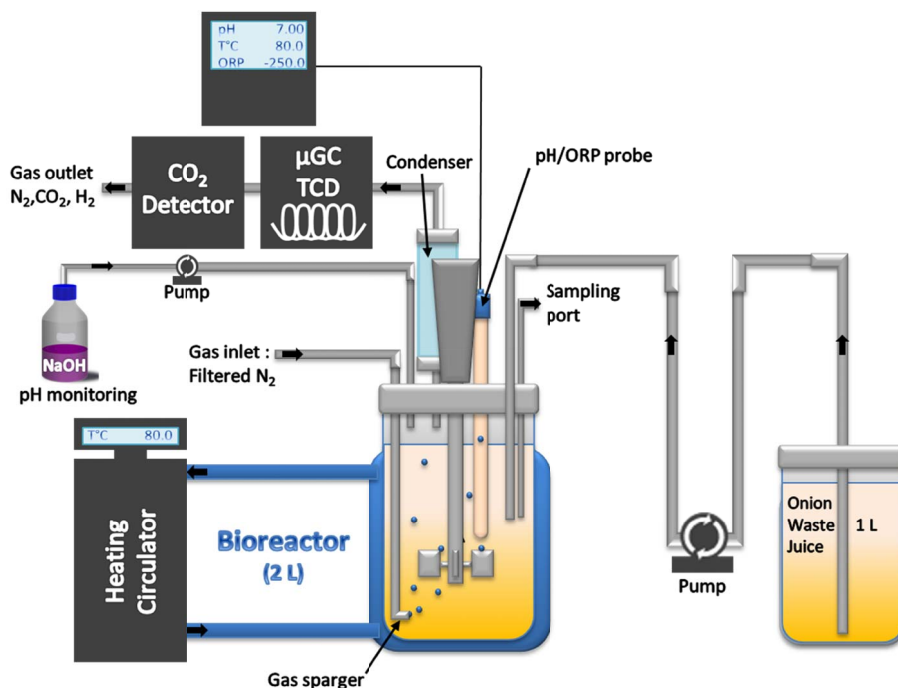 pH 7.00
T°C 80.0
ORP -250.0
Gas outlet
N₂,CO₂, H₂
CO₂
Detector
µGC
TCD
Condenser
pH/ORP probe
Pump
Sampling
port
NaOH
pH monitoring
Gas inlet :
Filtered N₂
T°C 80.0
Heating
Circulator
Bioreactor
(2 L)
Onion
Waste
Juice
1 L
Pump
Gas sparger